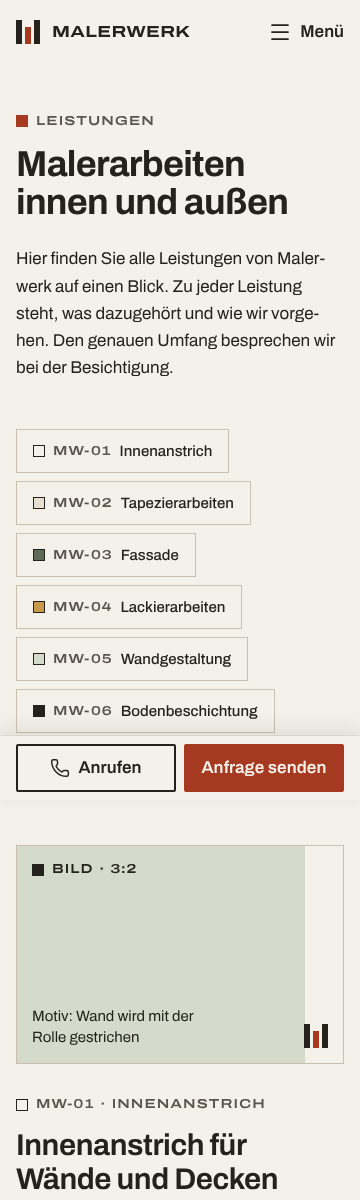 MALERWERK
Menü
LEISTUNGEN
Malerarbeiten
innen und außen
Hier finden Sie alle Leistungen von Maler-
werk auf einen Blick. Zu jeder Leistung
steht, was dazugehört und wie wir vorge-
hen. Den genauen Umfang besprechen wir
bei der Besichtigung.
MW-01 Innenanstrich
MW-02 Tapezierarbeiten
MW-03 Fassade
MW-04 Lackierarbeiten
MW-05 Wandgestaltung
MW-06 Bodenbeschichtung
Anrufen
Anfrage senden
BILD · 3:2
Motiv: Wand wird mit der
Rolle gestrichen
MW-01 · INNENANSTRICH
Innenanstrich für
Wände und Decken